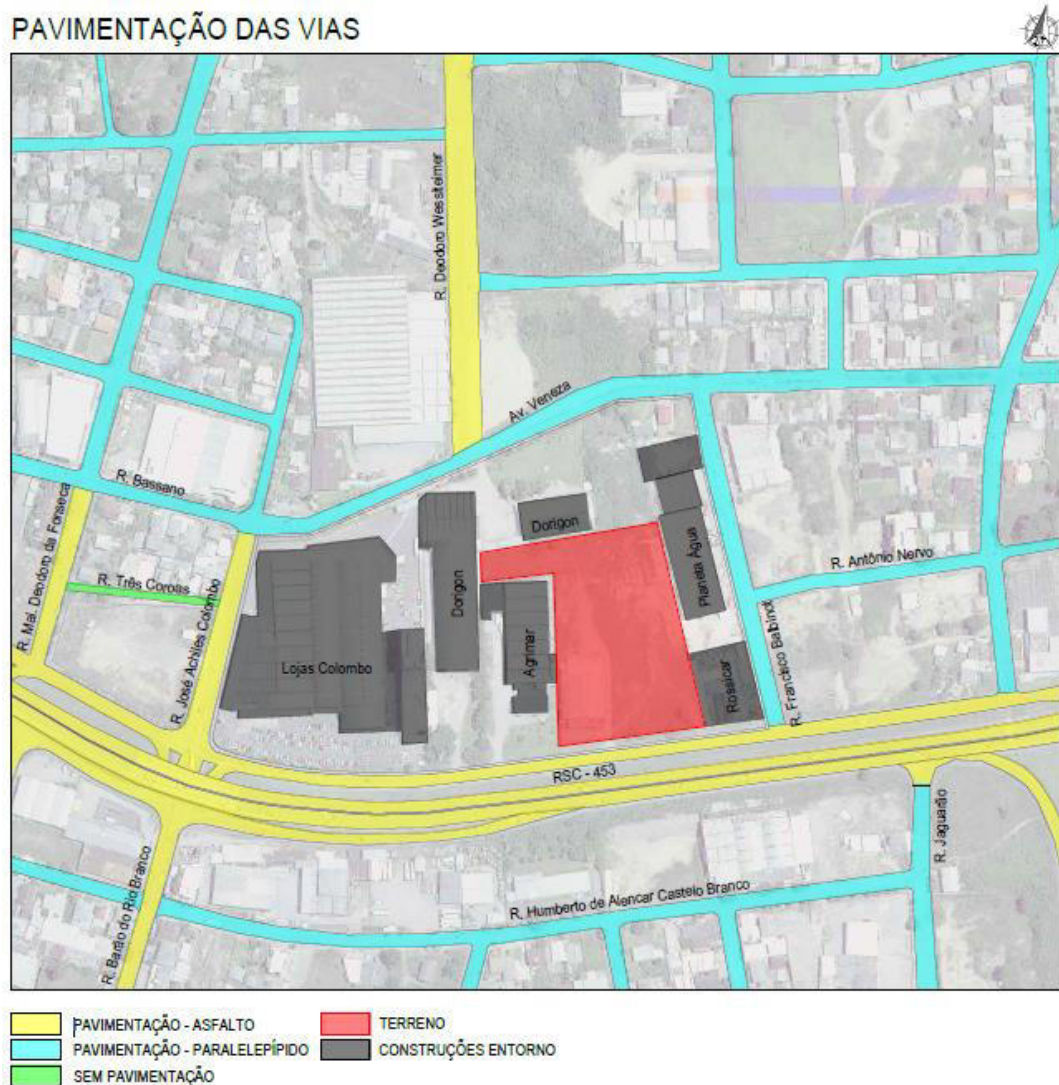 PAVIMENTAÇÃO DAS VIAS
R. Deodoro Wessteimer
Av. Veneza
R. Bassano
R. Mal. Deodoro da Fonseca
R. Três Coroas
R. José Achiles Colombo
Lojas Colombo
Dorigon
Dorigon
Agrimar
Planeta Água
Rossicar
R. Antônio Nervo
R. Francisco Balbinot
RSC - 453
R. Jaguarão
R. Barão do Rio Branco
R. Humberto de Alencar Castelo Branco
PAVIMENTAÇÃO - ASFALTO
TERRENO
PAVIMENTAÇÃO - PARALELEPÍPIDO
CONSTRUÇÕES ENTORNO
SEM PAVIMENTAÇÃO